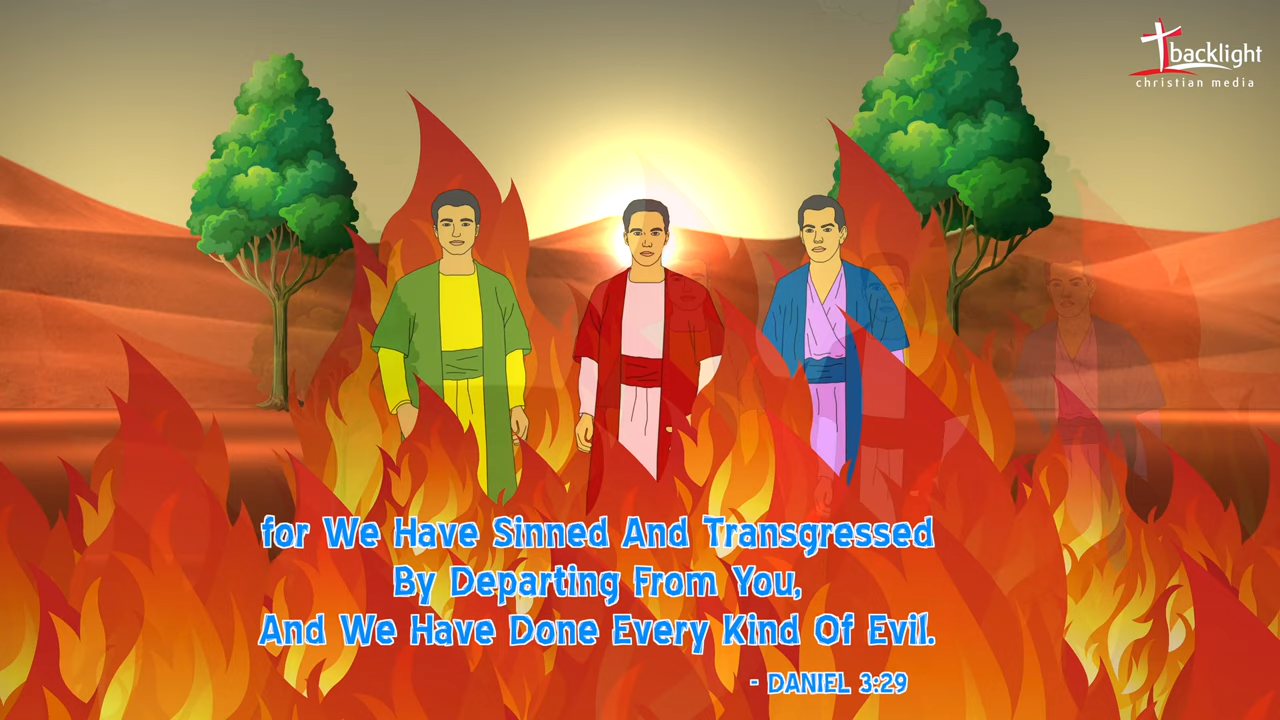 backlight
christian media
for We Have Sinned And Transgressed
By Departing From You,
And We Have Done Every Kind Of Evil.
- DANIEL 3:29